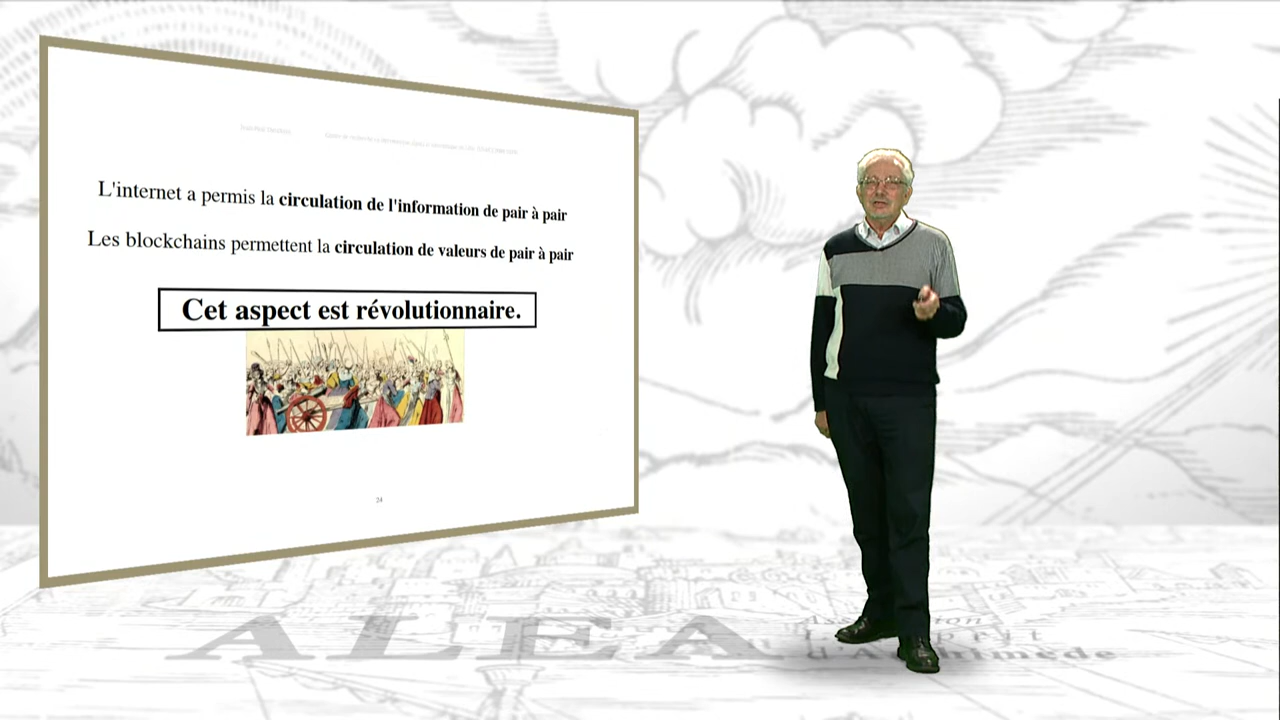 L'internet a permis la circulation de l'information de pair à pair
Les blockchains permettent la circulation de valeurs de pair à pair
Cet aspect est révolutionnaire.
24
ALEA
d'Archimède